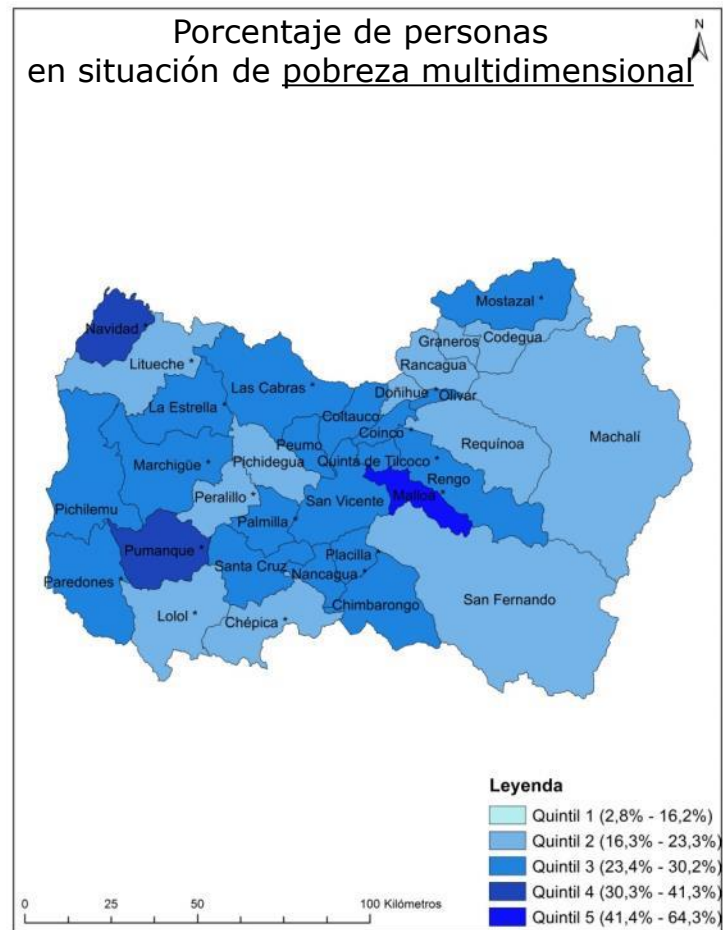 Porcentaje de personas
en situación de pobreza multidimensional
N
Mostazal *
Navidad *
Graneros
Codegua
Litueche *
Rancagua
Las Cabras *
Doñihue *
Olivar
La Estrella *
Coltauco
Coinco *
Requínoa
Machalí
Peumo
Marchigüe *
Pichidegua
Quinta de Tilcoco *
Rengo
Peralillo *
Malloa *
Pichilemu
San Vicente
Palmilla *
Pumanque *
Placilla *
Santa Cruz
Nancagua *
Paredones *
San Fernando
Chimbarongo
Lolol *
Chépica *
Leyenda
Quintil 1 (2,8% - 16,2%)
Quintil 2 (16,3% - 23,3%)
Quintil 3 (23,4% - 30,2%)
Quintil 4 (30,3% - 41,3%)
Quintil 5 (41,4% - 64,3%)
0 25 50 100 Kilómetros